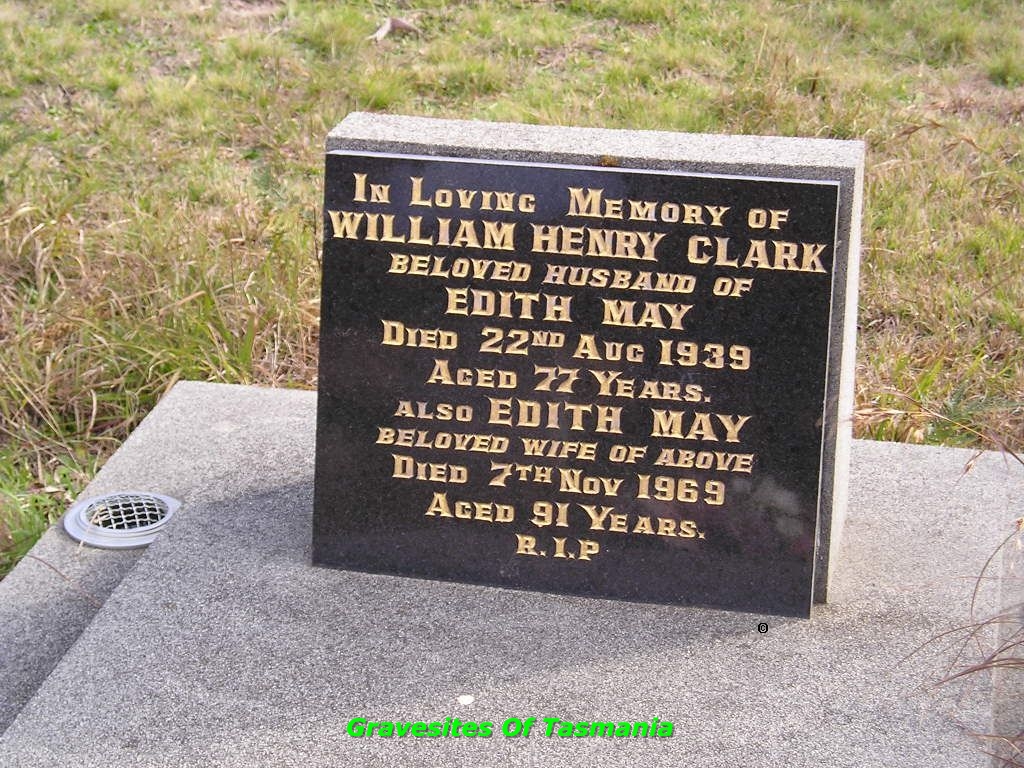 In Loving Memory of
WILLIAM HENRY CLARK
BELOVED HUSBAND OF
EDITH MAY
Died 22ND Aug 1939
Aged 77 Years.
ALSO EDITH MAY
BELOVED WIFE OF ABOVE
Died 7TH Nov 1969
Aged 91 Years.
R.I.P
©
Gravesites Of Tasmania